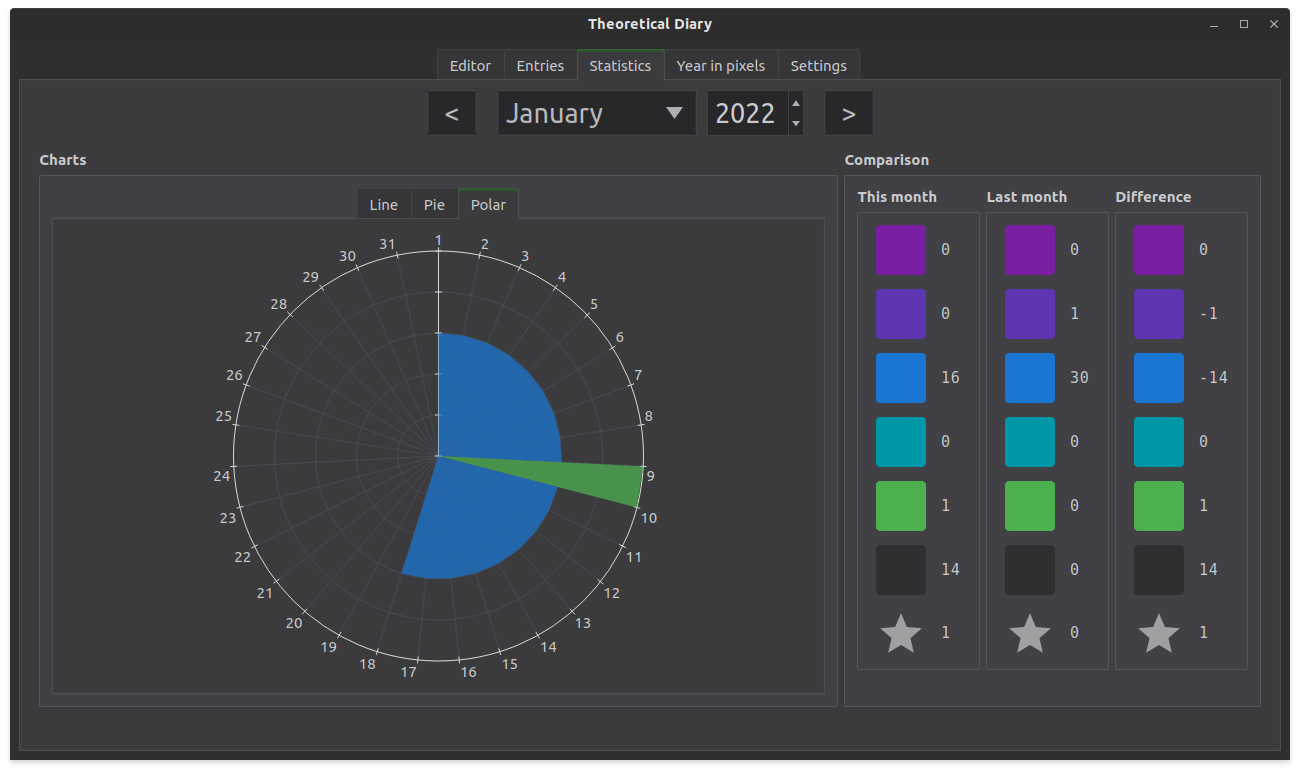 Theoretical Diary
Editor Entries Statistics Year in pixels Settings
< January 2022 >
Charts
Line Pie Polar
1
2
3
4
5
6
7
8
9
10
11
12
13
14
15
16
17
18
19
20
21
22
23
24
25
26
27
28
29
30
31
Comparison
This month Last month Difference
0 0 0
0 1 -1
16 30 -14
0 0 0
1 0 1
14 0 14
1 0 1